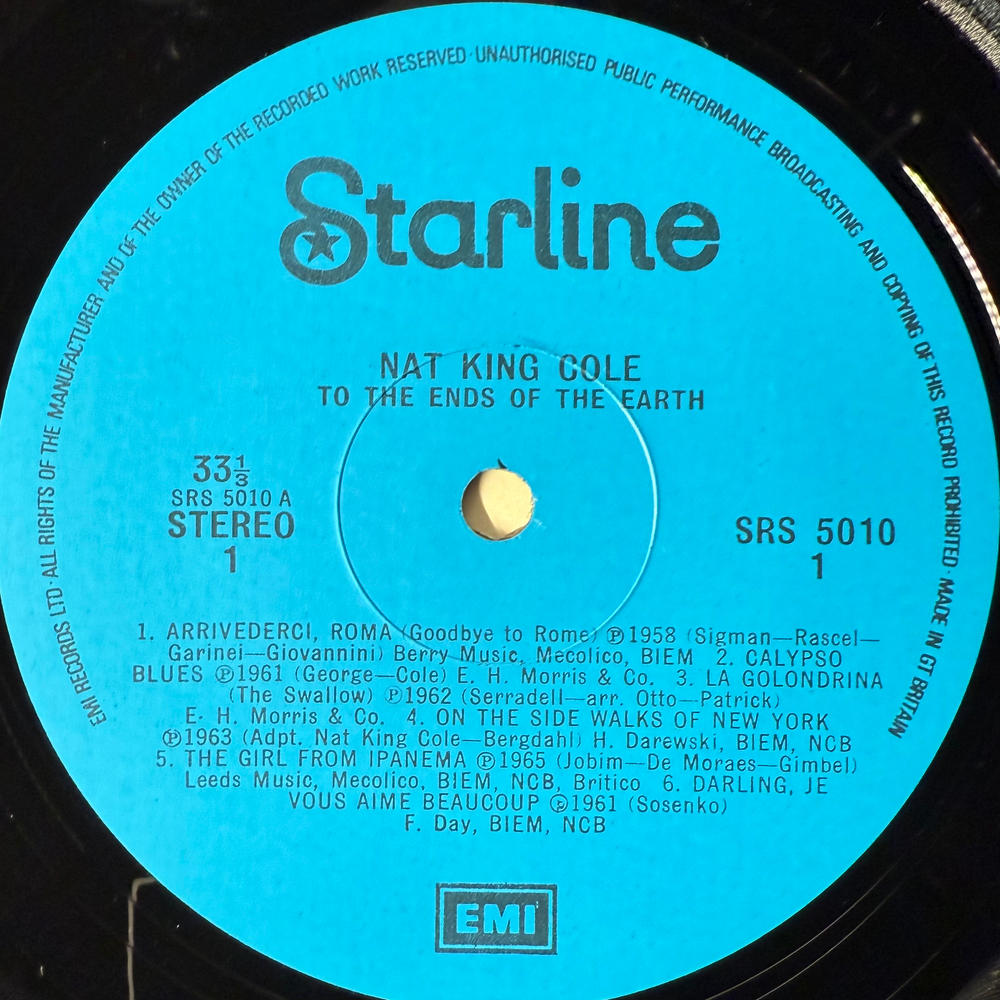 EMI RECORDS LTD · ALL RIGHTS OF THE MANUFACTURER AND OF THE OWNER OF THE RECORDED WORK RESERVED · UNAUTHORISED PUBLIC PERFORMANCE BROADCASTING AND COPYING OF THIS RECORD PROHIBITED · MADE IN GT BRITAIN
Starline
NAT KING COLE
TO THE ENDS OF THE EARTH
33⅓
SRS 5010 A
STEREO
1
SRS 5010
1
1. ARRIVEDERCI, ROMA (Goodbye to Rome) ℗1958 (Sigman—Rascel—
Garinei—Giovannini) Berry Music, Mecolico, BIEM 2. CALYPSO
BLUES ℗1961 (George—Cole) E. H. Morris & Co. 3. LA GOLONDRINA
(The Swallow) ℗1962 (Serradell—arr. Otto—Patrick)
E. H. Morris & Co. 4. ON THE SIDE WALKS OF NEW YORK
℗1963 (Adpt. Nat King Cole—Bergdahl) H. Darewski, BIEM, NCB
5. THE GIRL FROM IPANEMA ℗1965 (Jobim—De Moraes—Gimbel)
Leeds Music, Mecolico, BIEM, NCB, Britico 6. DARLING, JE
VOUS AIME BEAUCOUP ℗1961 (Sosenko)
F. Day, BIEM, NCB
EMI